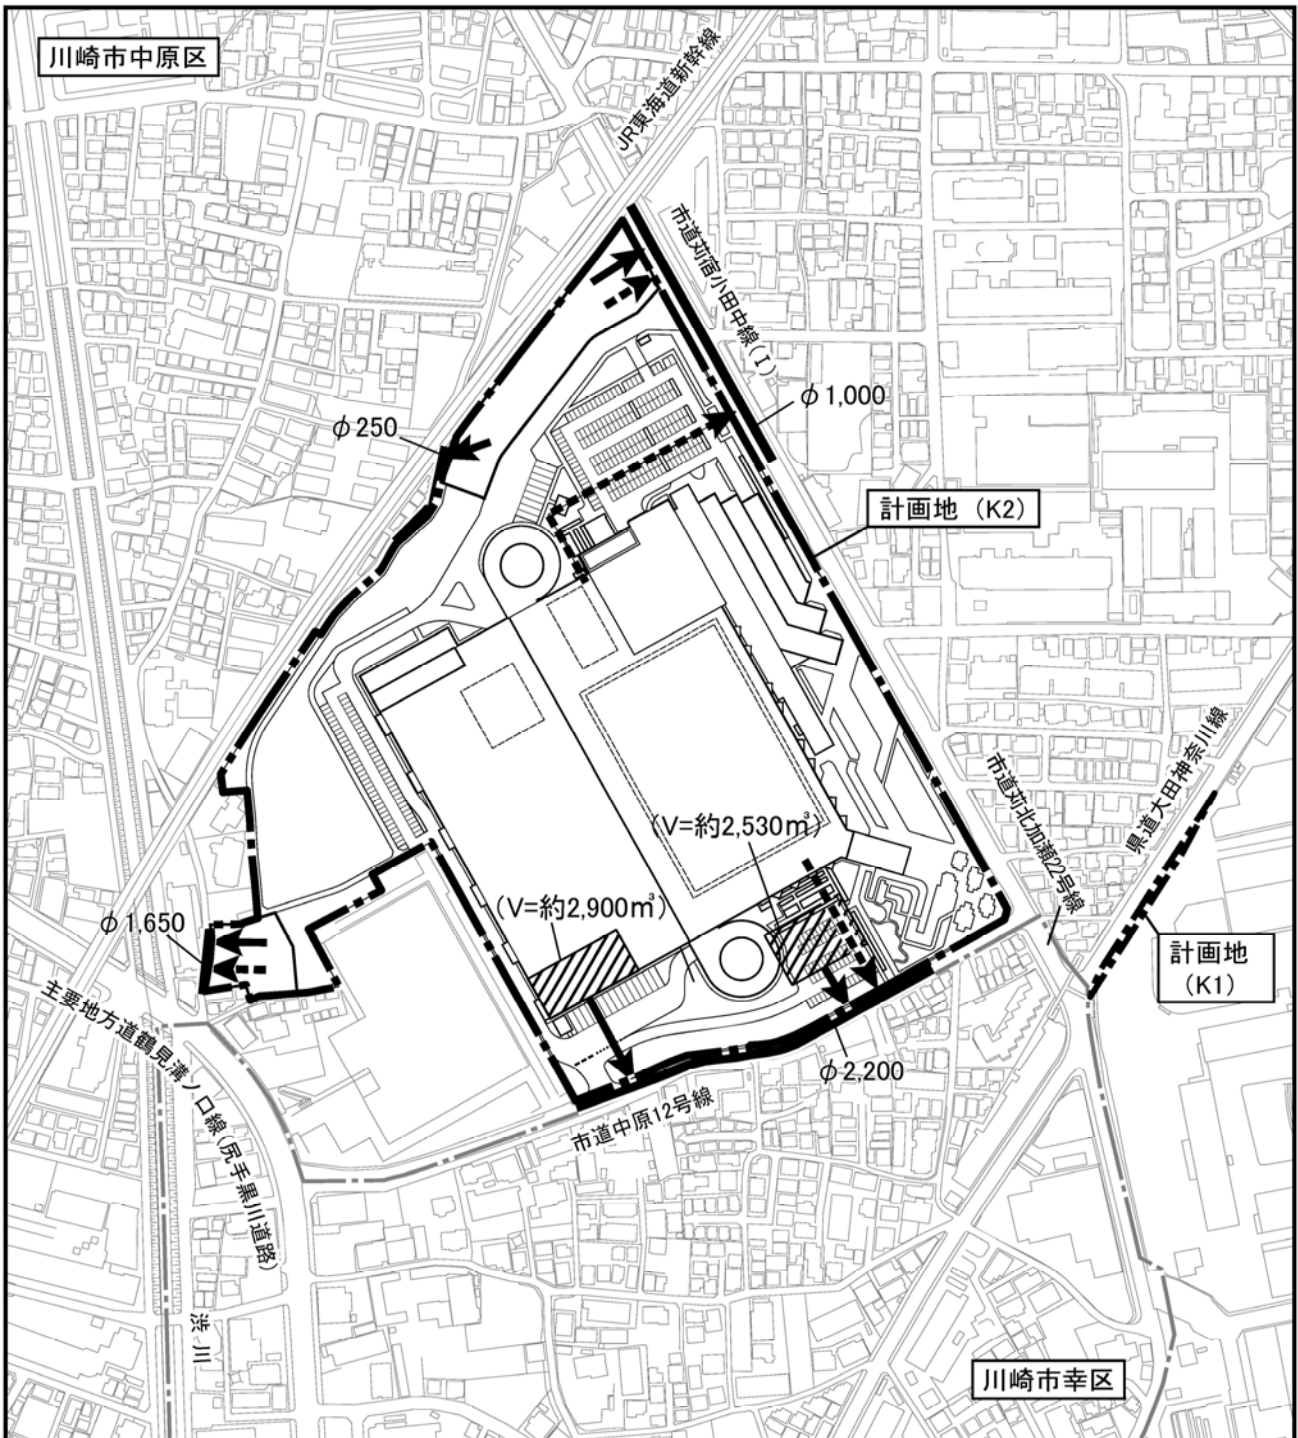 川崎市中原区
JR東海道新幹線
市道苅宿小田中線(Ⅰ)
φ1,000
φ250
計画地 (K2)
県道大田神奈川線
市道苅北加瀬22号線
(V=約2,530㎥)
(V=約2,900㎥)
φ1,650
計画地
(K1)
主要地方道鶴見溝ノ口線(尻手黒川道路)
φ2,200
市道中原12号線
渋川
川崎市幸区